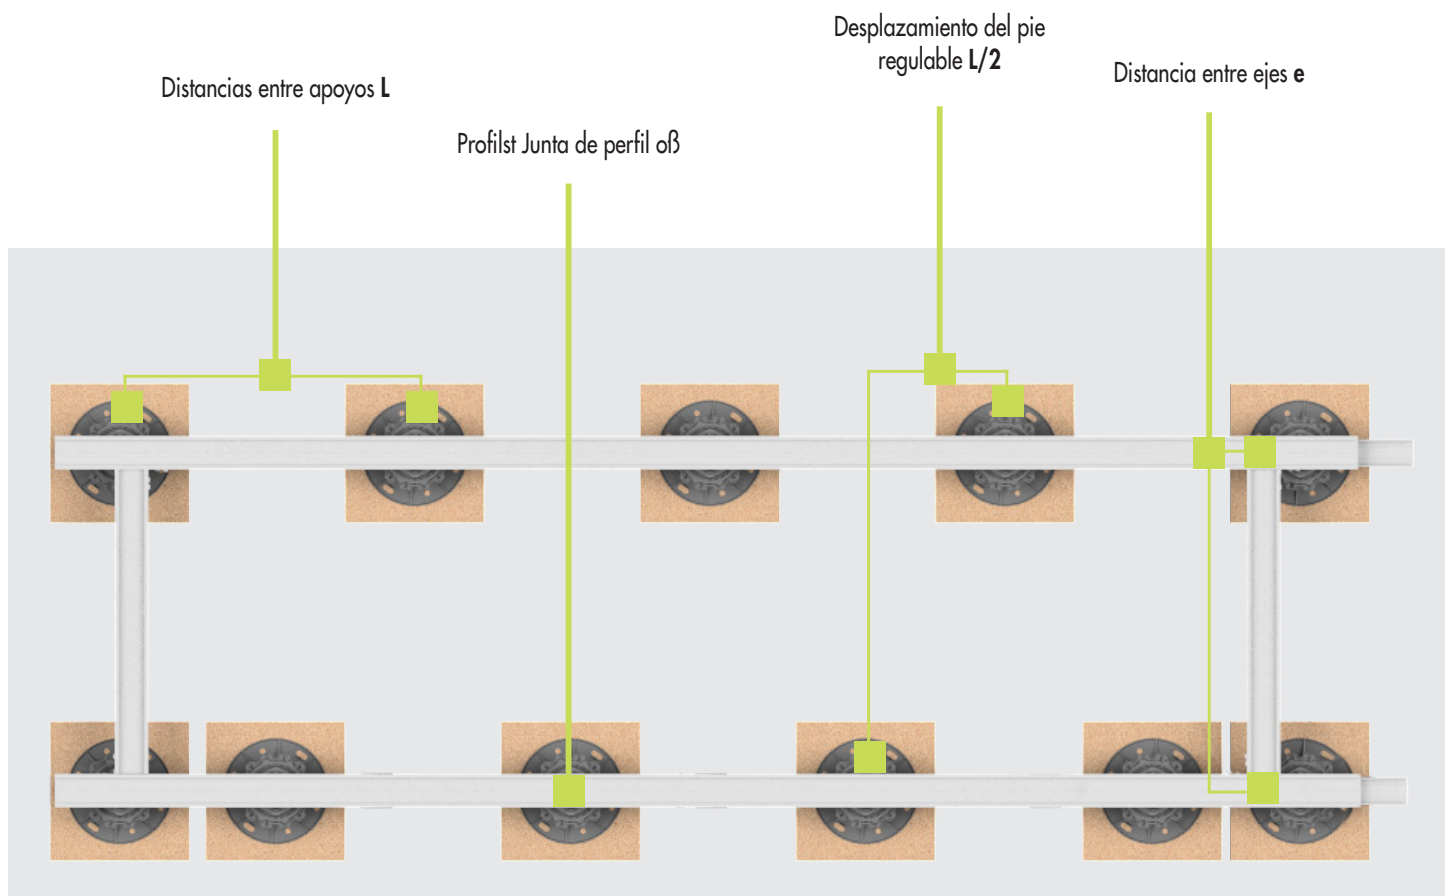 Desplazamiento del pie
regulable L/2
Distancias entre apoyos L
Distancia entre ejes e
Profilst Junta de perfil oß